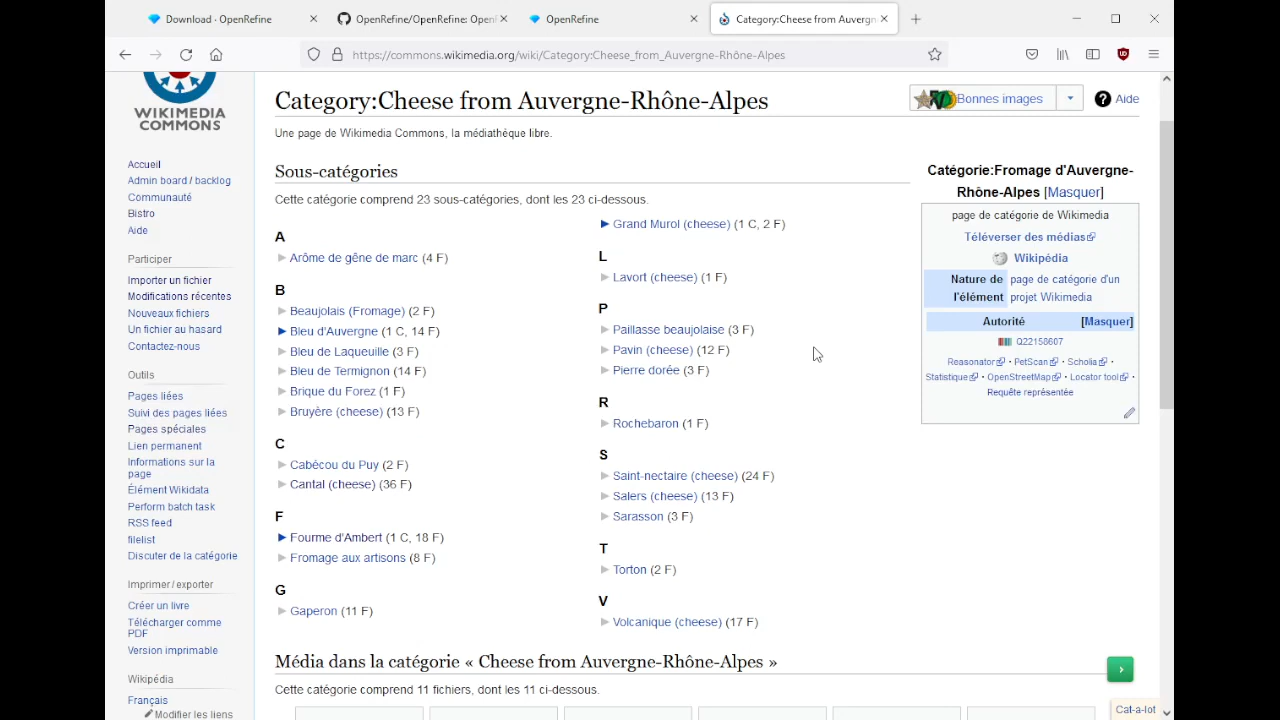 Download · OpenRefine
OpenRefine/OpenRefine: OpenR
OpenRefine
Category:Cheese from Auvergn
https://commons.wikimedia.org/wiki/Category:Cheese_from_Auvergne-Rhône-Alpes
WIKIMEDIA
COMMONS
Accueil
Admin board / backlog
Communauté
Bistro
Aide
Participer
Importer un fichier
Modifications récentes
Nouveaux fichiers
Un fichier au hasard
Contactez-nous
Outils
Pages liées
Suivi des pages liées
Pages spéciales
Lien permanent
Informations sur la
page
Élément Wikidata
Perform batch task
RSS feed
filelist
Discuter de la catégorie
Imprimer / exporter
Créer un livre
Télécharger comme
PDF
Version imprimable
Wikipédia
Français
Modifier les liens
Category:Cheese from Auvergne-Rhône-Alpes
Bonnes images
Aide
Une page de Wikimedia Commons, la médiathèque libre.
Sous-catégories
Cette catégorie comprend 23 sous-catégories, dont les 23 ci-dessous.
A
Arôme de gêne de marc (4 F)
B
Beaujolais (Fromage) (2 F)
Bleu d'Auvergne (1 C, 14 F)
Bleu de Laqueuille (3 F)
Bleu de Termignon (14 F)
Brique du Forez (1 F)
Bruyère (cheese) (13 F)
C
Cabécou du Puy (2 F)
Cantal (cheese) (36 F)
F
Fourme d'Ambert (1 C, 18 F)
Fromage aux artisons (8 F)
G
Gaperon (11 F)
Grand Murol (cheese) (1 C, 2 F)
L
Lavort (cheese) (1 F)
P
Paillasse beaujolaise (3 F)
Pavin (cheese) (12 F)
Pierre dorée (3 F)
R
Rochebaron (1 F)
S
Saint-nectaire (cheese) (24 F)
Salers (cheese) (13 F)
Sarasson (3 F)
T
Torton (2 F)
V
Volcanique (cheese) (17 F)
Catégorie:Fromage d'Auvergne-
Rhône-Alpes [Masquer]
page de catégorie de Wikimedia
Téléverser des médias
Wikipédia
Nature de
l'élément
page de catégorie d'un
projet Wikimedia
Autorité [Masquer]
Q22158607
Reasonator · PetScan · Scholia ·
Statistique · OpenStreetMap · Locator tool ·
Requête représentée
Média dans la catégorie « Cheese from Auvergne-Rhône-Alpes »
Cette catégorie comprend 11 fichiers, dont les 11 ci-dessous.
Cat-a-lot